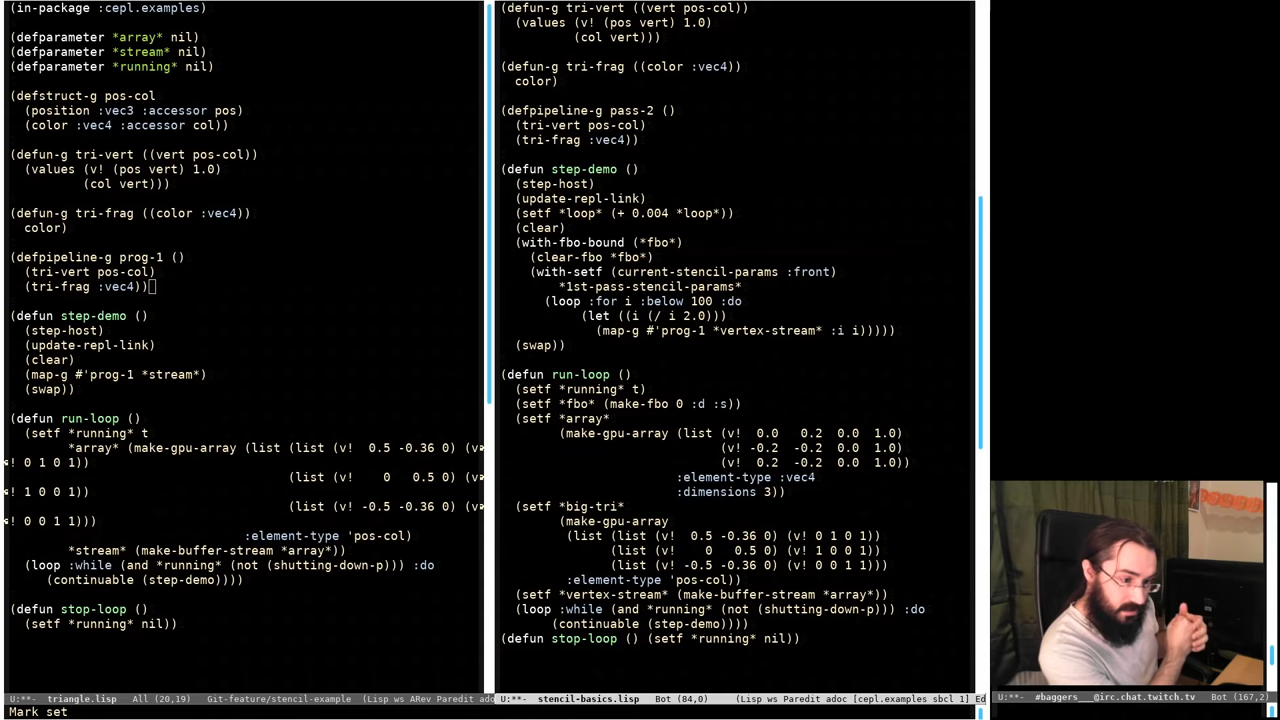 (in-package :cepl.examples)
(defparameter *array* nil)
(defparameter *stream* nil)
(defparameter *running* nil)
(defstruct-g pos-col
  (position :vec3 :accessor pos)
  (color :vec4 :accessor col))
(defun-g tri-vert ((vert pos-col))
  (values (v! (pos vert) 1.0)
          (col vert)))
(defun-g tri-frag ((color :vec4))
  color)
(defpipeline-g prog-1 ()
  (tri-vert pos-col)
  (tri-frag :vec4))
(defun step-demo ()
  (step-host)
  (update-repl-link)
  (clear)
  (map-g #'prog-1 *stream*)
  (swap))
(defun run-loop ()
  (setf *running* t
        *array* (make-gpu-array (list (list (v!  0.5 -0.36 0) (v
! 0 1 0 1))
                                      (list (v!    0   0.5 0) (v
! 1 0 0 1))
                                      (list (v! -0.5 -0.36 0) (v
! 0 0 1 1)))
                                :element-type 'pos-col)
        *stream* (make-buffer-stream *array*))
  (loop :while (and *running* (not (shutting-down-p))) :do
     (continuable (step-demo))))
(defun stop-loop ()
  (setf *running* nil))
U:**-  triangle.lisp   All (20,19)   Git-feature/stencil-example  (Lisp ws ARev Paredit ado
Mark set
(defun-g tri-vert ((vert pos-col))
  (values (v! (pos vert) 1.0)
          (col vert)))
(defun-g tri-frag ((color :vec4))
  color)
(defpipeline-g pass-2 ()
  (tri-vert pos-col)
  (tri-frag :vec4))
(defun step-demo ()
  (step-host)
  (update-repl-link)
  (setf *loop* (+ 0.004 *loop*))
  (clear)
  (with-fbo-bound (*fbo*)
    (clear-fbo *fbo*)
    (with-setf (current-stencil-params :front)
        *1st-pass-stencil-params*
      (loop :for i :below 100 :do
           (let ((i (/ i 2.0)))
             (map-g #'prog-1 *vertex-stream* :i i)))))
  (swap))
(defun run-loop ()
  (setf *running* t)
  (setf *fbo* (make-fbo 0 :d :s))
  (setf *array*
        (make-gpu-array (list (v!  0.0   0.2  0.0  1.0)
                              (v! -0.2  -0.2  0.0  1.0)
                              (v!  0.2  -0.2  0.0  1.0))
                        :element-type :vec4
                        :dimensions 3))
  (setf *big-tri*
        (make-gpu-array
         (list (list (v!  0.5 -0.36 0) (v! 0 1 0 1))
               (list (v!    0   0.5 0) (v! 1 0 0 1))
               (list (v! -0.5 -0.36 0) (v! 0 0 1 1)))
         :element-type 'pos-col))
  (setf *vertex-stream* (make-buffer-stream *array*))
  (loop :while (and *running* (not (shutting-down-p))) :do
       (continuable (step-demo))))
(defun stop-loop () (setf *running* nil))
U:**-  stencil-basics.lisp   Bot (84,0)    (Lisp ws Paredit adoc [cepl.examples sbcl 1] Ed
U:**-  #baggers___@irc.chat.twitch.tv   Bot (167,2)